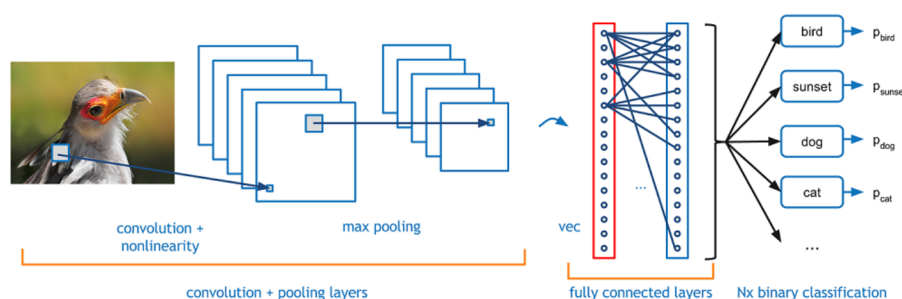 bird
p_bird
sunset
p_sunset
dog
p_dog
cat
p_cat
...
...
convolution +
nonlinearity
max pooling
vec
convolution + pooling layers
fully connected layers
Nx binary classification